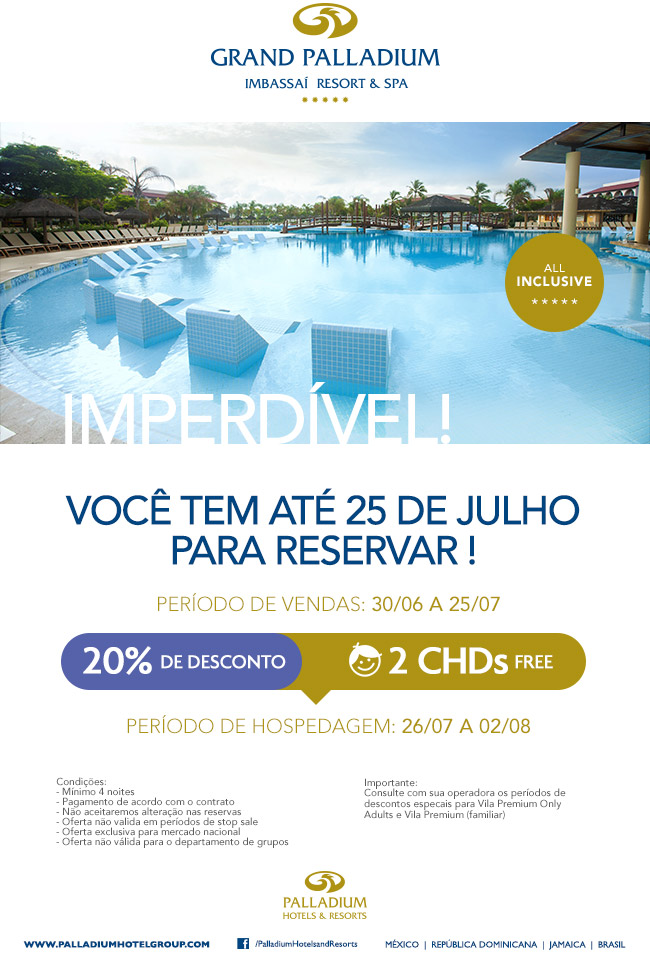 GRAND PALLADIUM
IMBASSAÍ RESORT & SPA
ALL
INCLUSIVE
IMPERDÍVEL!
VOCÊ TEM ATÉ 25 DE JULHO
PARA RESERVAR !
PERÍODO DE VENDAS: 30/06 A 25/07
20% DE DESCONTO
2 CHDs FREE
PERÍODO DE HOSPEDAGEM: 26/07 A 02/08
Condições:
- Mínimo 4 noites
- Pagamento de acordo com o contrato
- Não aceitaremos alteração nas reservas
- Oferta não valida em períodos de stop sale
- Oferta exclusiva para mercado nacional
- Oferta não válida para o departamento de grupos
Importante:
Consulte com sua operadora os períodos de
descontos especais para Vila Premium Only
Adults e Vila Premium (familiar)
PALLADIUM
HOTELS & RESORTS
WWW.PALLADIUMHOTELGROUP.COM
/PalladiumHotelsandResorts
MÉXICO | REPÚBLICA DOMINICANA | JAMAICA | BRASIL